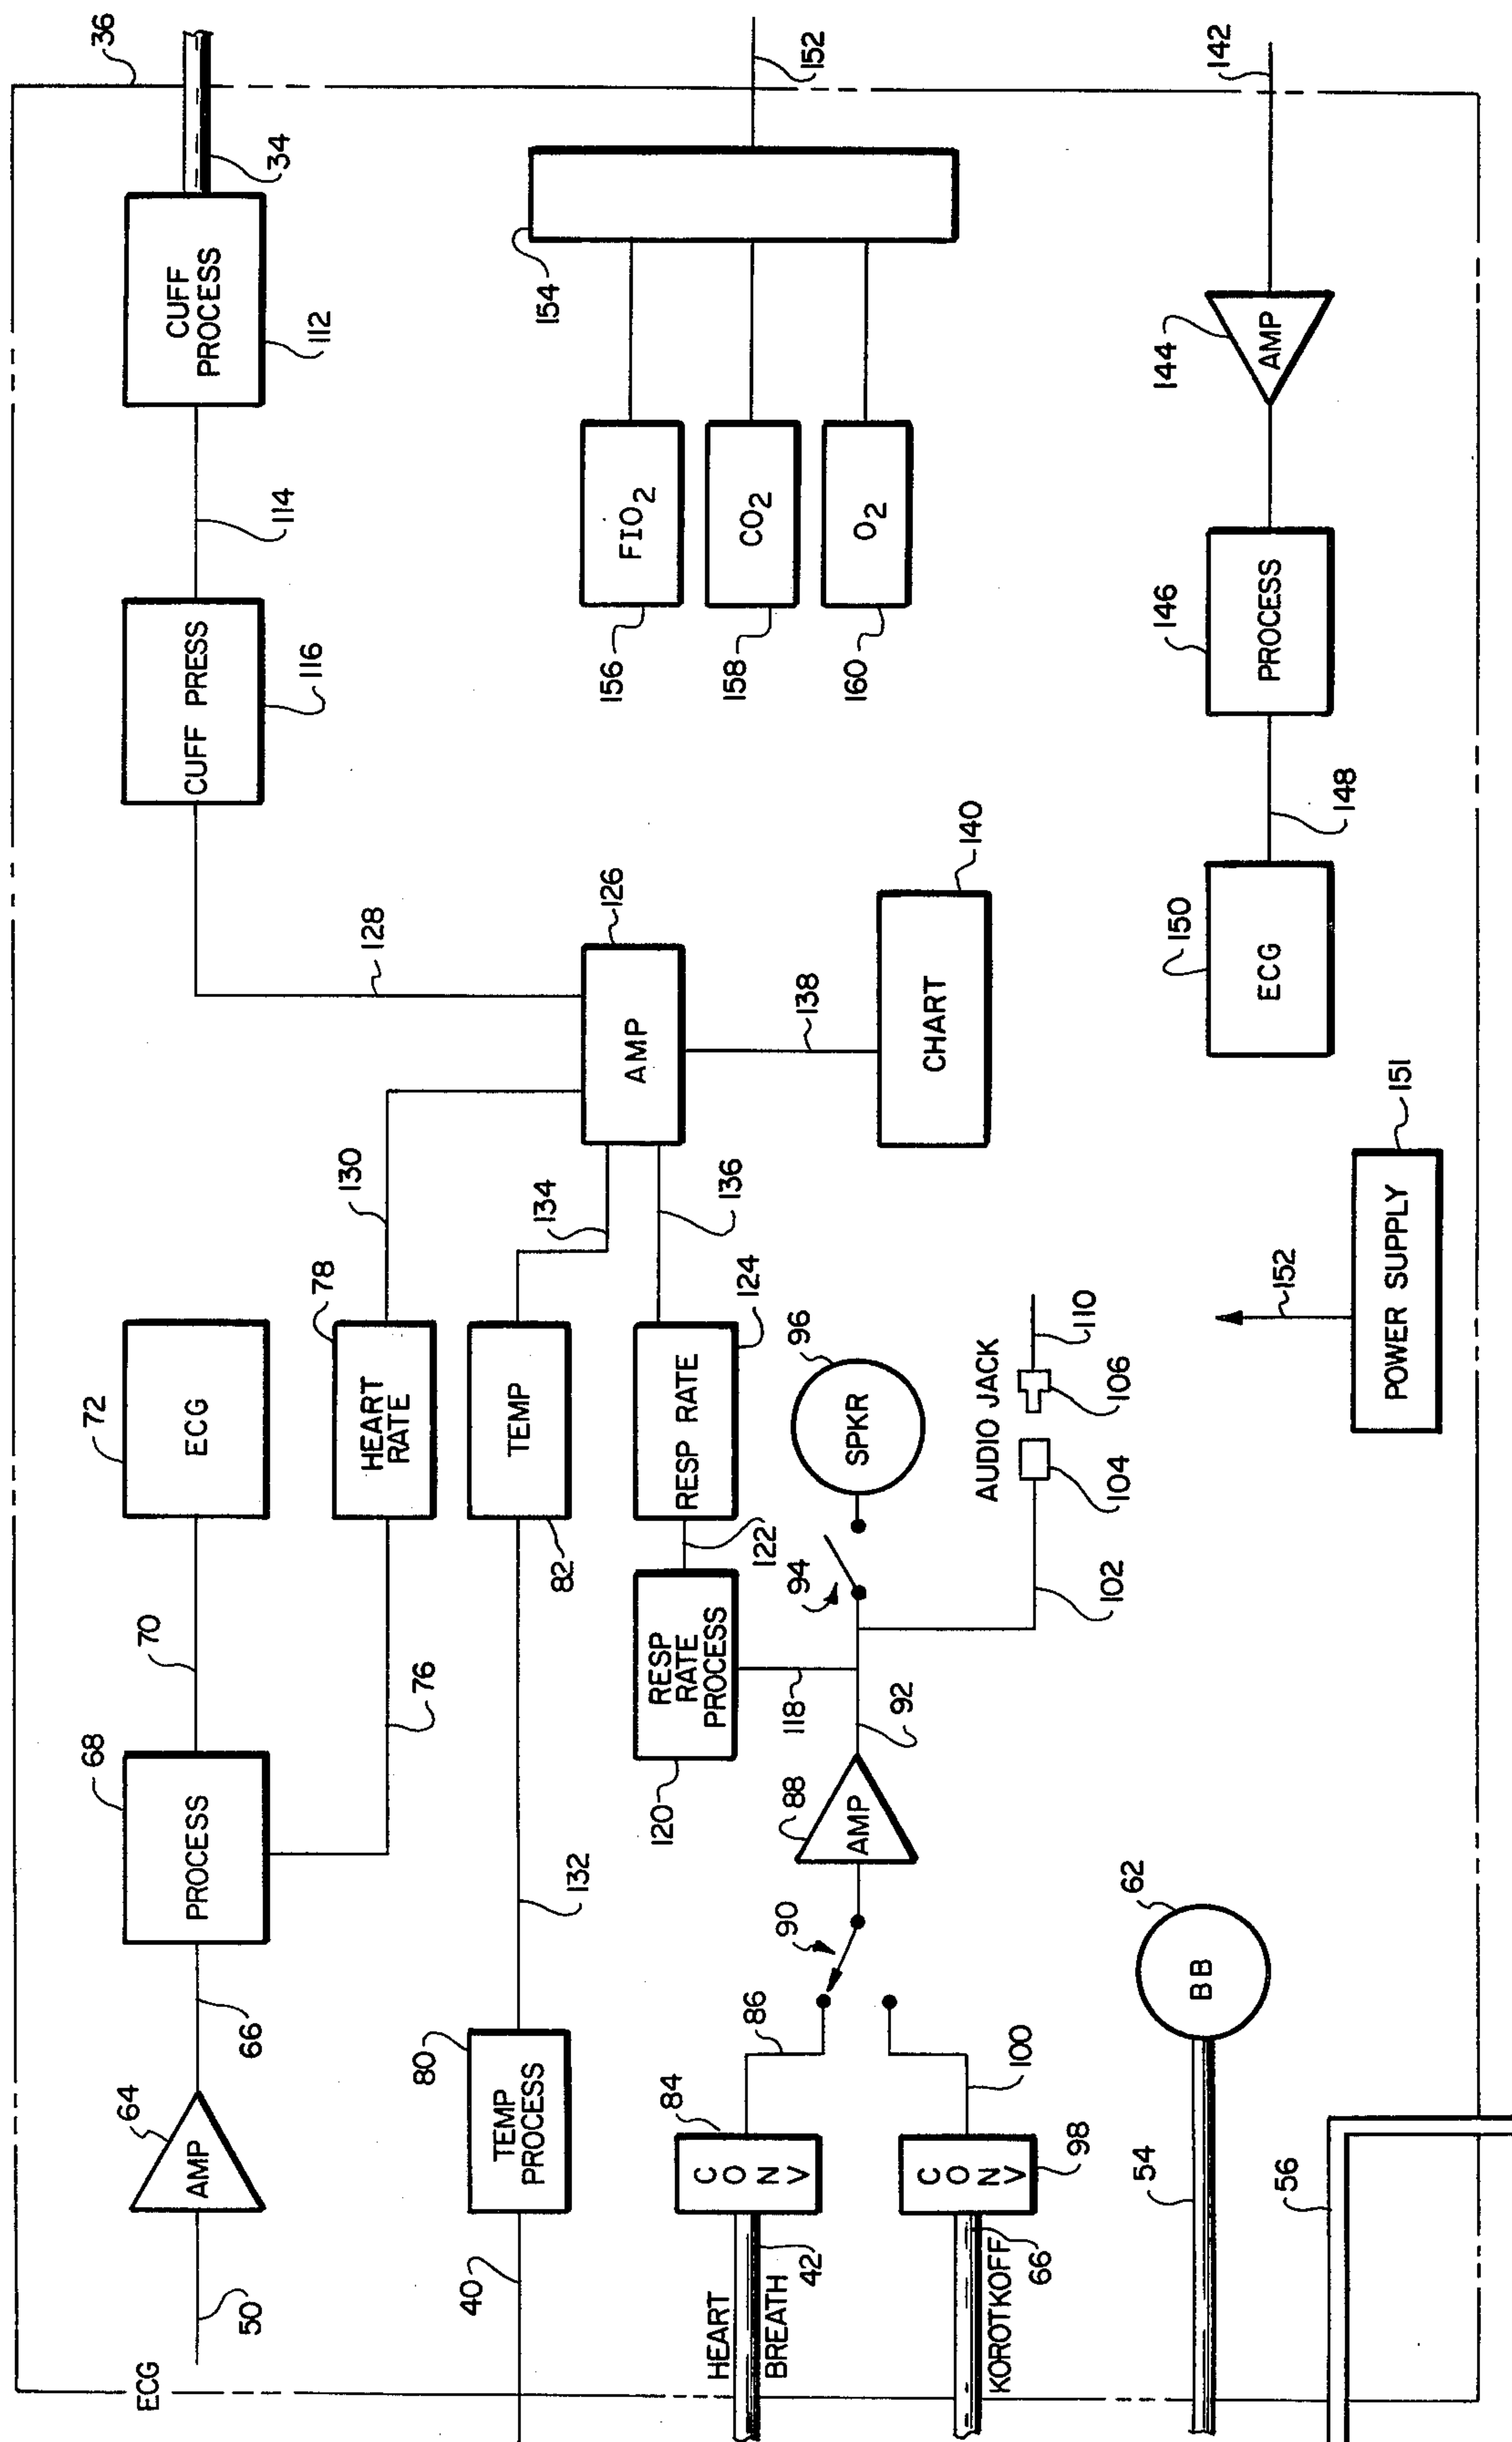 ECG
50
AMP
64
66
PROCESS
68
70
ECG
72
76
HEART
RATE
78
130
128
CUFF PRESS
116
114
CUFF
PROCESS
112
34
36
40
TEMP
PROCESS
80
132
TEMP
82
134
AMP
126
136
138
CHART
140
HEART
BREATH
42
CONV
84
86
90
AMP
88
92
118
RESP
RATE
PROCESS
120
122
RESP RATE
124
94
SPKR
96
KOROTKOFF
66
CONV
98
100
102
AUDIO JACK
104
106
110
FIO2
156
CO2
158
O2
160
154
152
54
BB
62
56
152
POWER SUPPLY
151
ECG
150
148
PROCESS
146
AMP
144
142